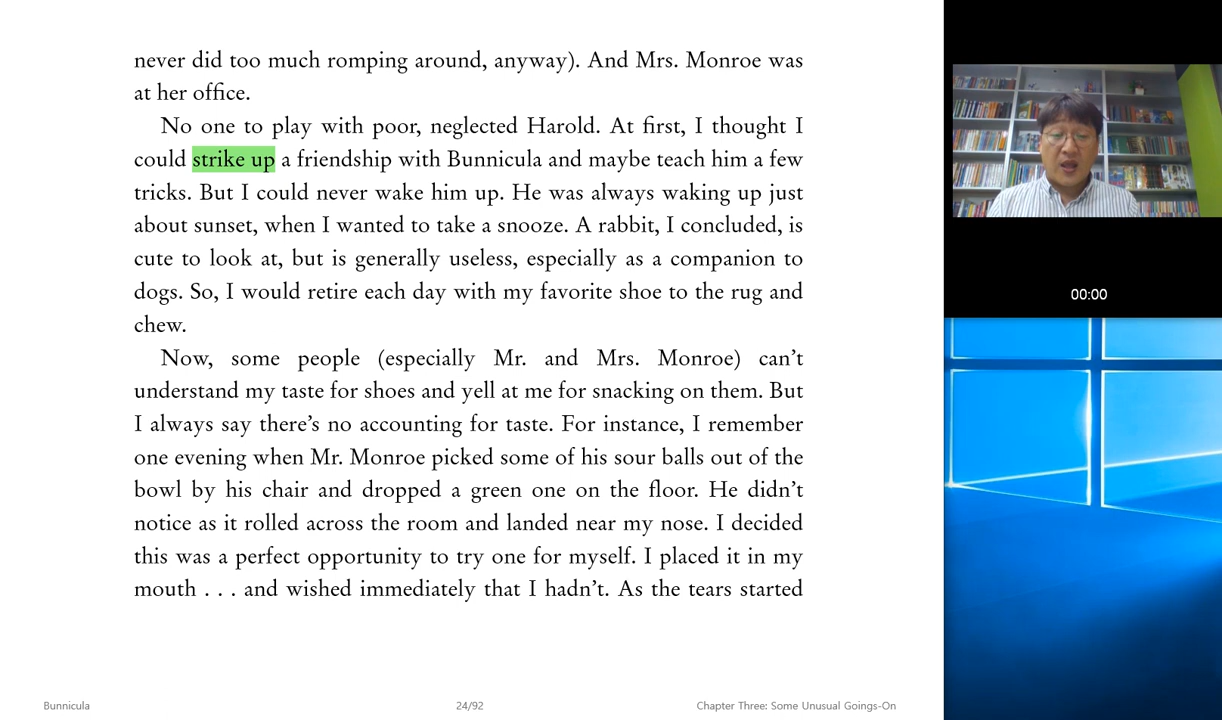 never did too much romping around, anyway). And Mrs. Monroe was
at her office.
No one to play with poor, neglected Harold. At first, I thought I
could strike up a friendship with Bunnicula and maybe teach him a few
tricks. But I could never wake him up. He was always waking up just
about sunset, when I wanted to take a snooze. A rabbit, I concluded, is
cute to look at, but is generally useless, especially as a companion to
dogs. So, I would retire each day with my favorite shoe to the rug and
chew.
Now, some people (especially Mr. and Mrs. Monroe) can’t
understand my taste for shoes and yell at me for snacking on them. But
I always say there’s no accounting for taste. For instance, I remember
one evening when Mr. Monroe picked some of his sour balls out of the
bowl by his chair and dropped a green one on the floor. He didn’t
notice as it rolled across the room and landed near my nose. I decided
this was a perfect opportunity to try one for myself. I placed it in my
mouth . . . and wished immediately that I hadn’t. As the tears started
Bunnicula
24/92
Chapter Three: Some Unusual Goings-On
00:00